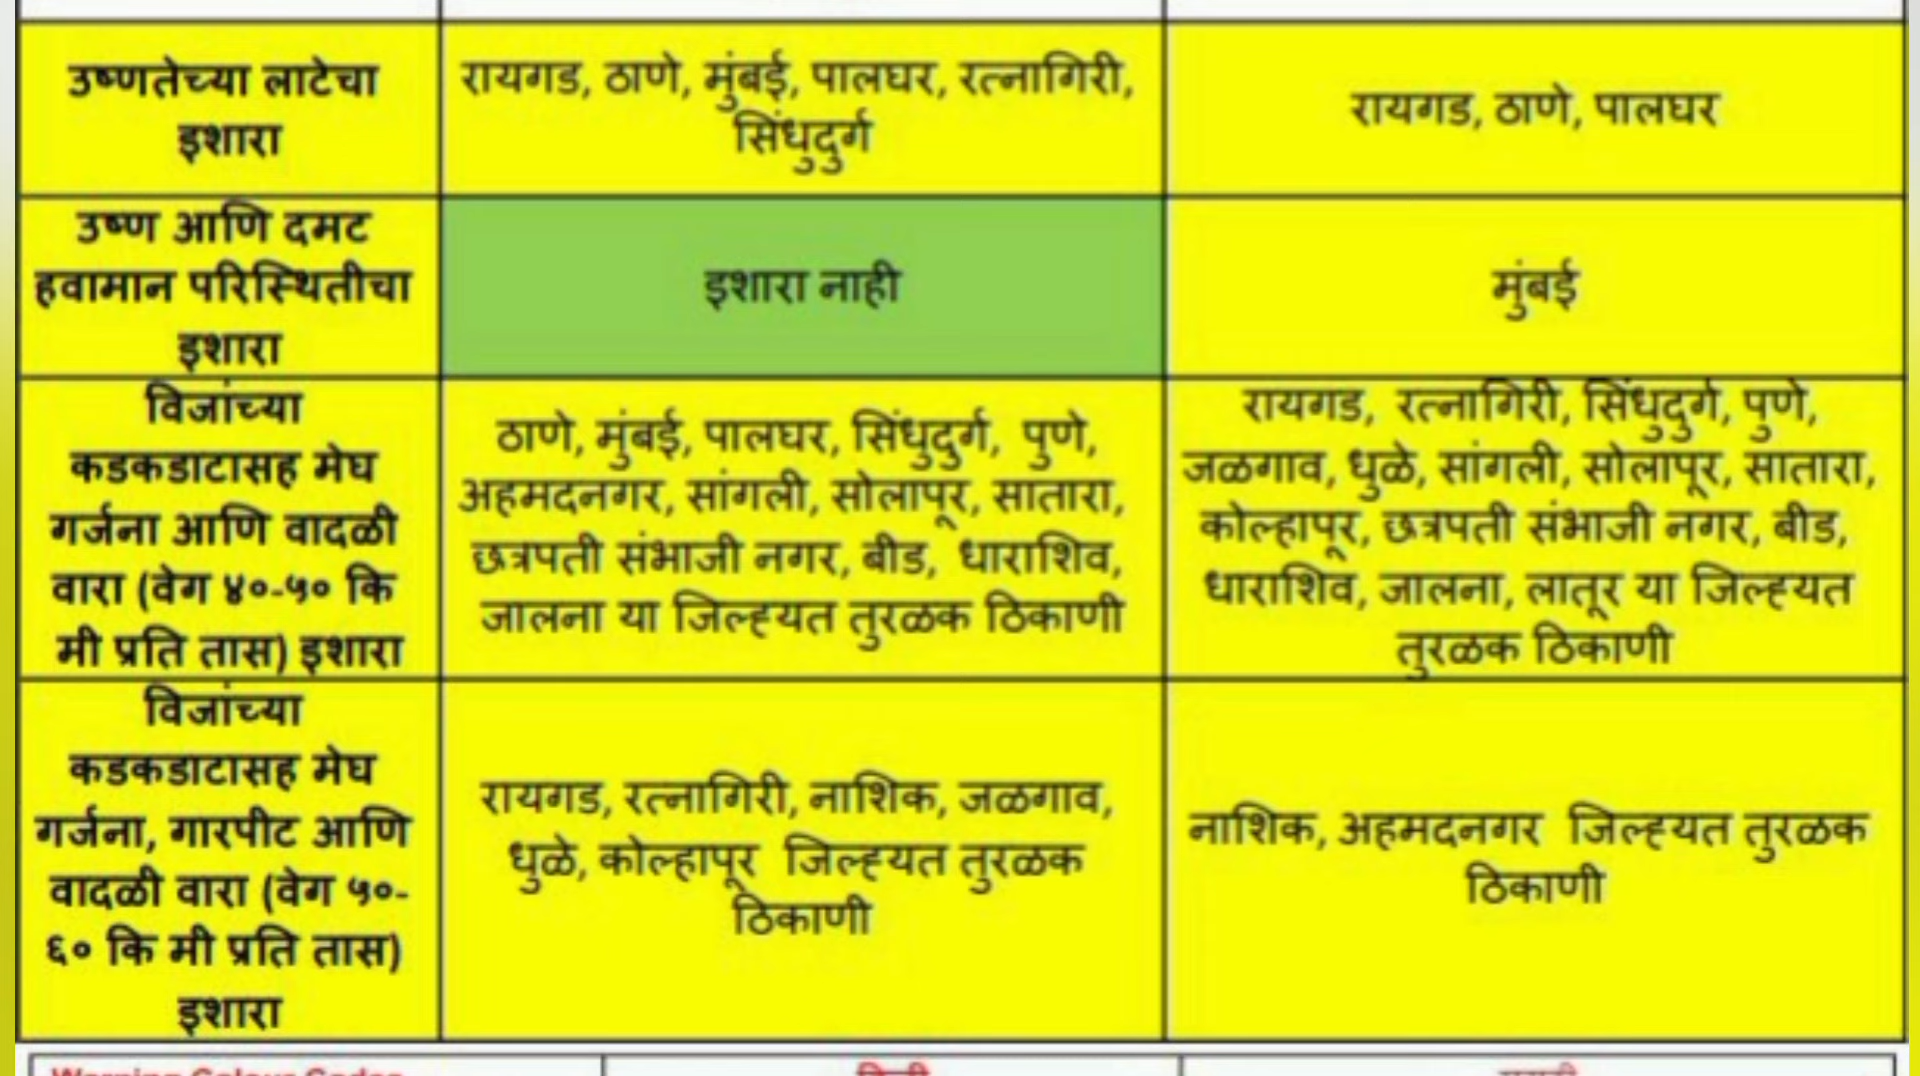 उष्णतेच्या लाटेचा
इशारा
रायगड, ठाणे, मुंबई, पालघर, रत्नागिरी,
सिंधुदुर्ग
रायगड, ठाणे, पालघर
उष्ण आणि दमट
हवामान परिस्थितीचा
इशारा
इशारा नाही
मुंबई
विजांच्या
कडकडाटासह मेघ
गर्जना आणि वादळी
वारा (वेग ४०-५० कि
मी प्रति तास) इशारा
ठाणे, मुंबई, पालघर, सिंधुदुर्ग, पुणे,
अहमदनगर, सांगली, सोलापूर, सातारा,
छत्रपती संभाजी नगर, बीड, धाराशिव,
जालना या जिल्ह्यत तुरळक ठिकाणी
रायगड, रत्नागिरी, सिंधुदुर्ग, पुणे,
जळगाव, धुळे, सांगली, सोलापूर, सातारा,
कोल्हापूर, छत्रपती संभाजी नगर, बीड,
धाराशिव, जालना, लातूर या जिल्ह्यत
तुरळक ठिकाणी
विजांच्या
कडकडाटासह मेघ
गर्जना, गारपीट आणि
वादळी वारा (वेग ५०-
६० कि मी प्रति तास)
इशारा
रायगड, रत्नागिरी, नाशिक, जळगाव,
धुळे, कोल्हापूर जिल्ह्यत तुरळक
ठिकाणी
नाशिक, अहमदनगर जिल्ह्यत तुरळक
ठिकाणी